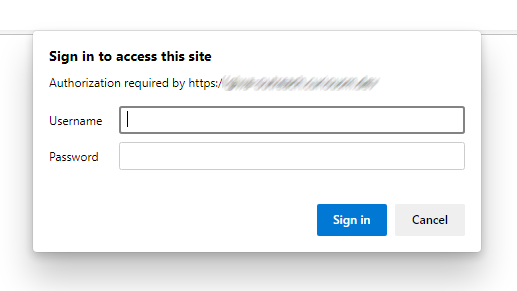 Sign in to access this site
Authorization required by https:/
Username
Password
Sign in Cancel